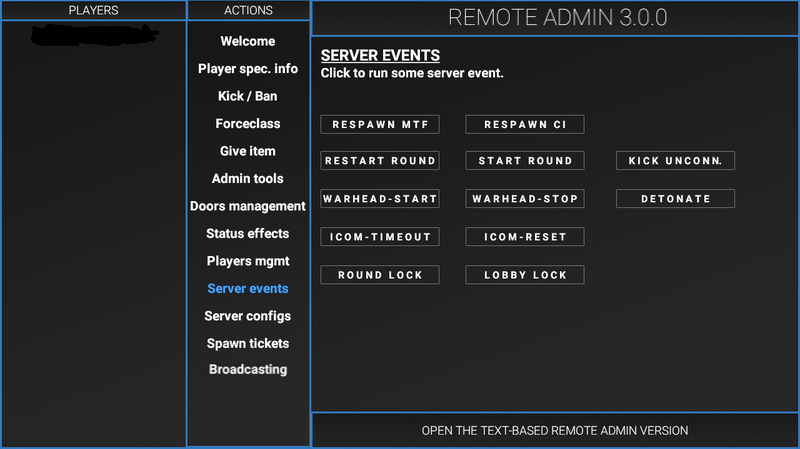 PLAYERS
ACTIONS
Welcome
Player spec. info
Kick / Ban
Forceclass
Give item
Admin tools
Doors management
Status effects
Players mgmt
Server events
Server configs
Spawn tickets
Broadcasting
REMOTE ADMIN 3.0.0
SERVER EVENTS
Click to run some server event.
RESPAWN MTF RESPAWN CI
RESTART ROUND START ROUND KICK UNCONN.
WARHEAD-START WARHEAD-STOP DETONATE
ICOM-TIMEOUT ICOM-RESET
ROUND LOCK LOBBY LOCK
OPEN THE TEXT-BASED REMOTE ADMIN VERSION